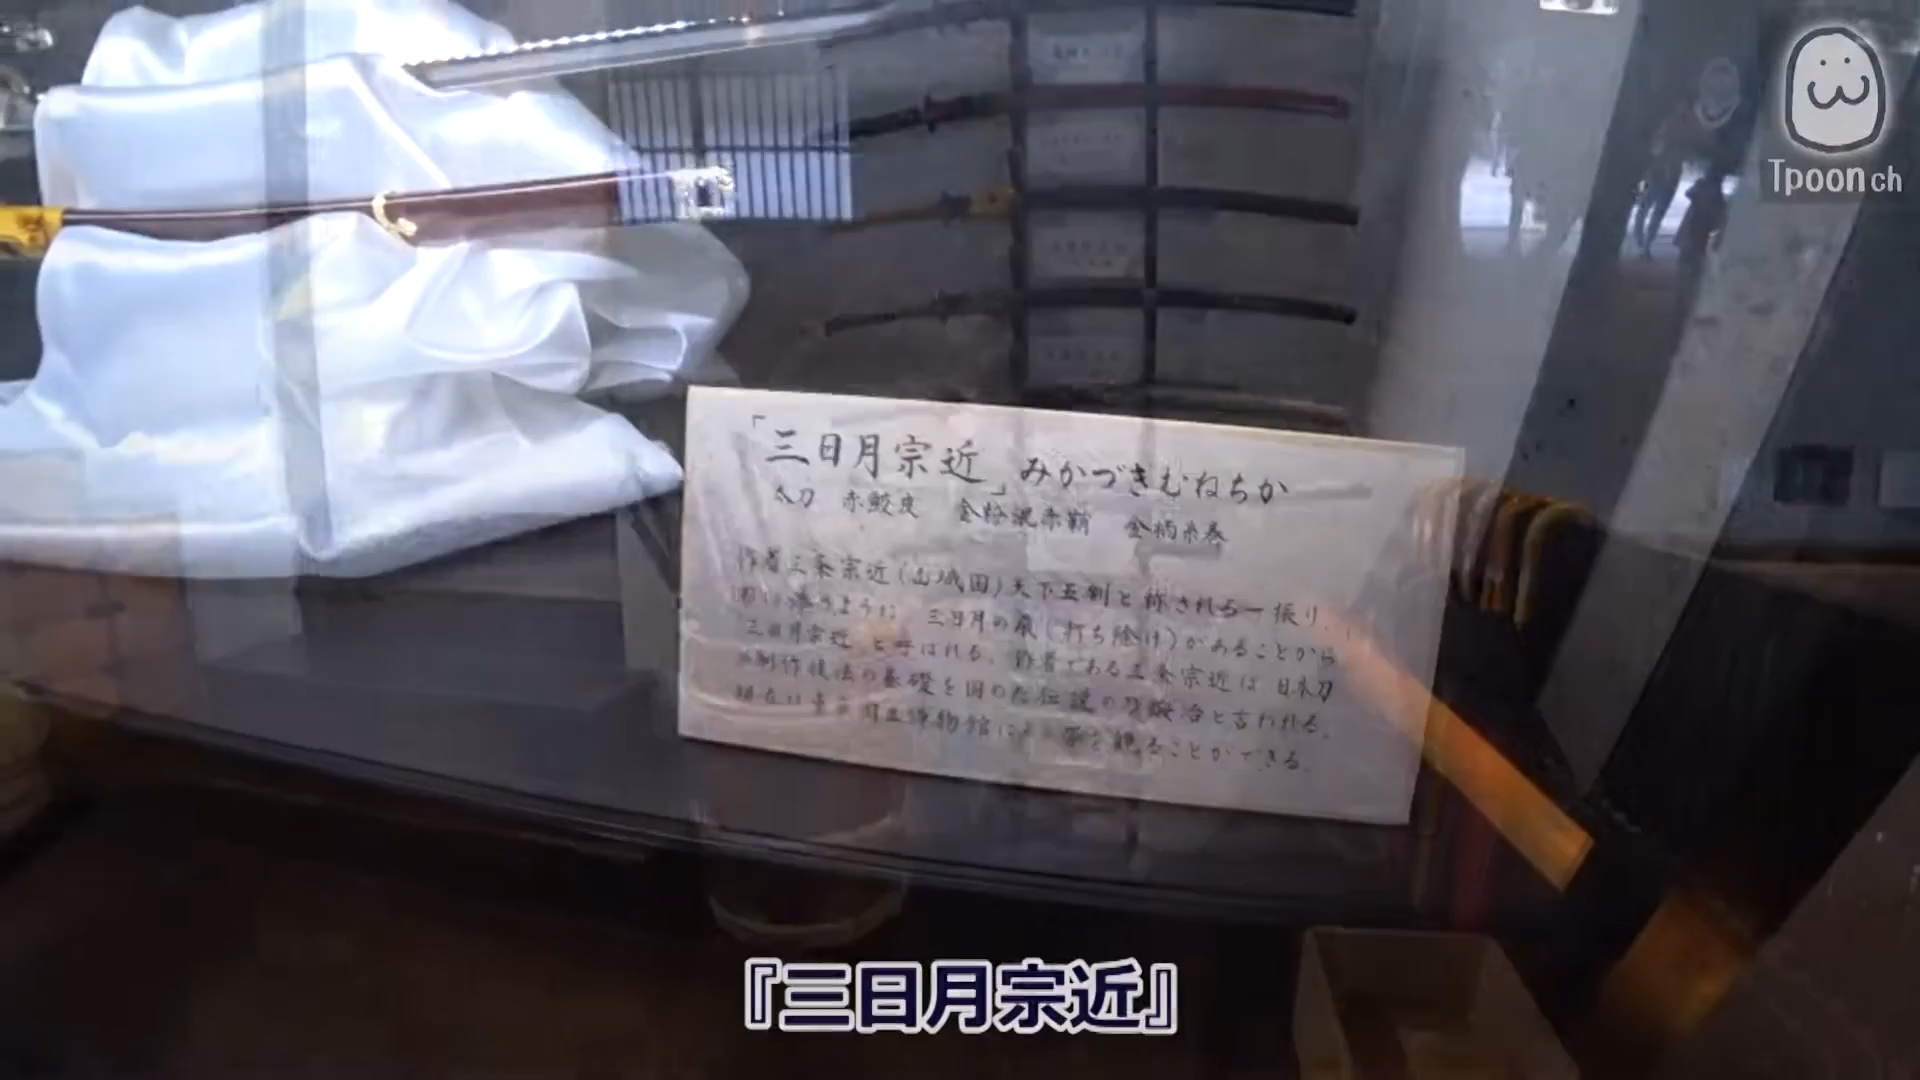 Tpoon ch
「三日月宗近」みかづきむねちか
太刀 赤鮫皮 金梅混赤鞘 金柄糸巻
作者三条宗近(山城国)天下五剣と称される一振り、
三日月の紋(打ち除け)があることから
三日月宗近 と呼ばれる。作者である三条宗近は 日本刀
の制作技法の基礎を固めた伝説の刀鍛冶と言われる。
現在は東京国立博物館に 観ることができる。
『三日月宗近』